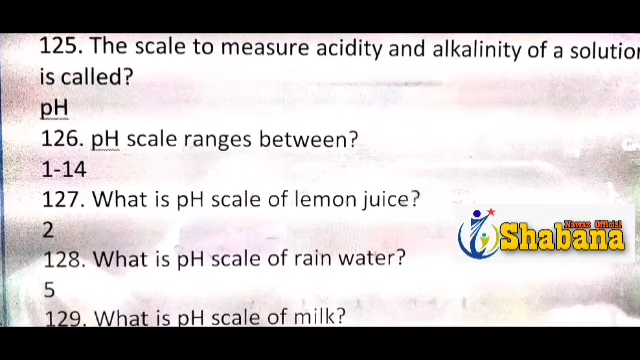 125. The scale to measure acidity and alkalinity of a solution
is called?
pH
126. pH scale ranges between?
1-14
127. What is pH scale of lemon juice?
2
128. What is pH scale of rain water?
5
129. What is pH scale of milk?
Shabana